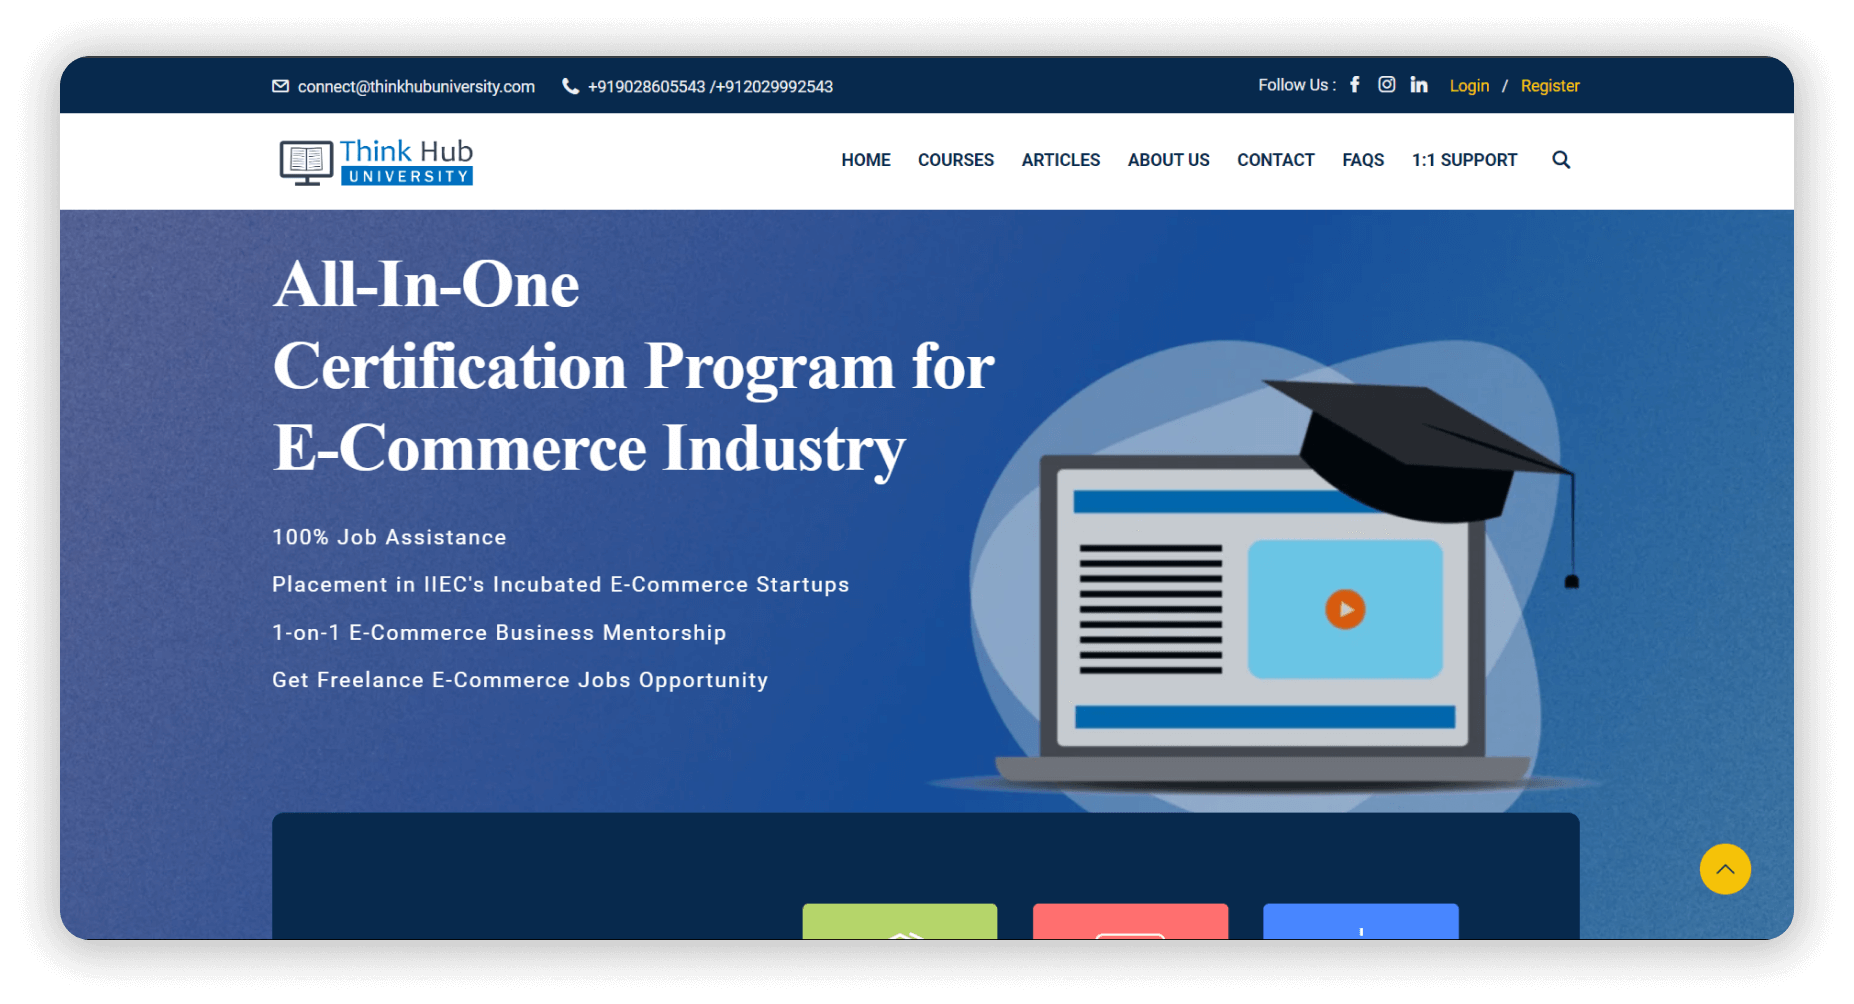 connect@thinkhubuniversity.com +919028605543 /+912029992543 Follow Us : Login / Register
Think Hub
UNIVERSITY
HOME COURSES ARTICLES ABOUT US CONTACT FAQS 1:1 SUPPORT
All-In-One
Certification Program for
E-Commerce Industry
100% Job Assistance
Placement in IIEC's Incubated E-Commerce Startups
1-on-1 E-Commerce Business Mentorship
Get Freelance E-Commerce Jobs Opportunity